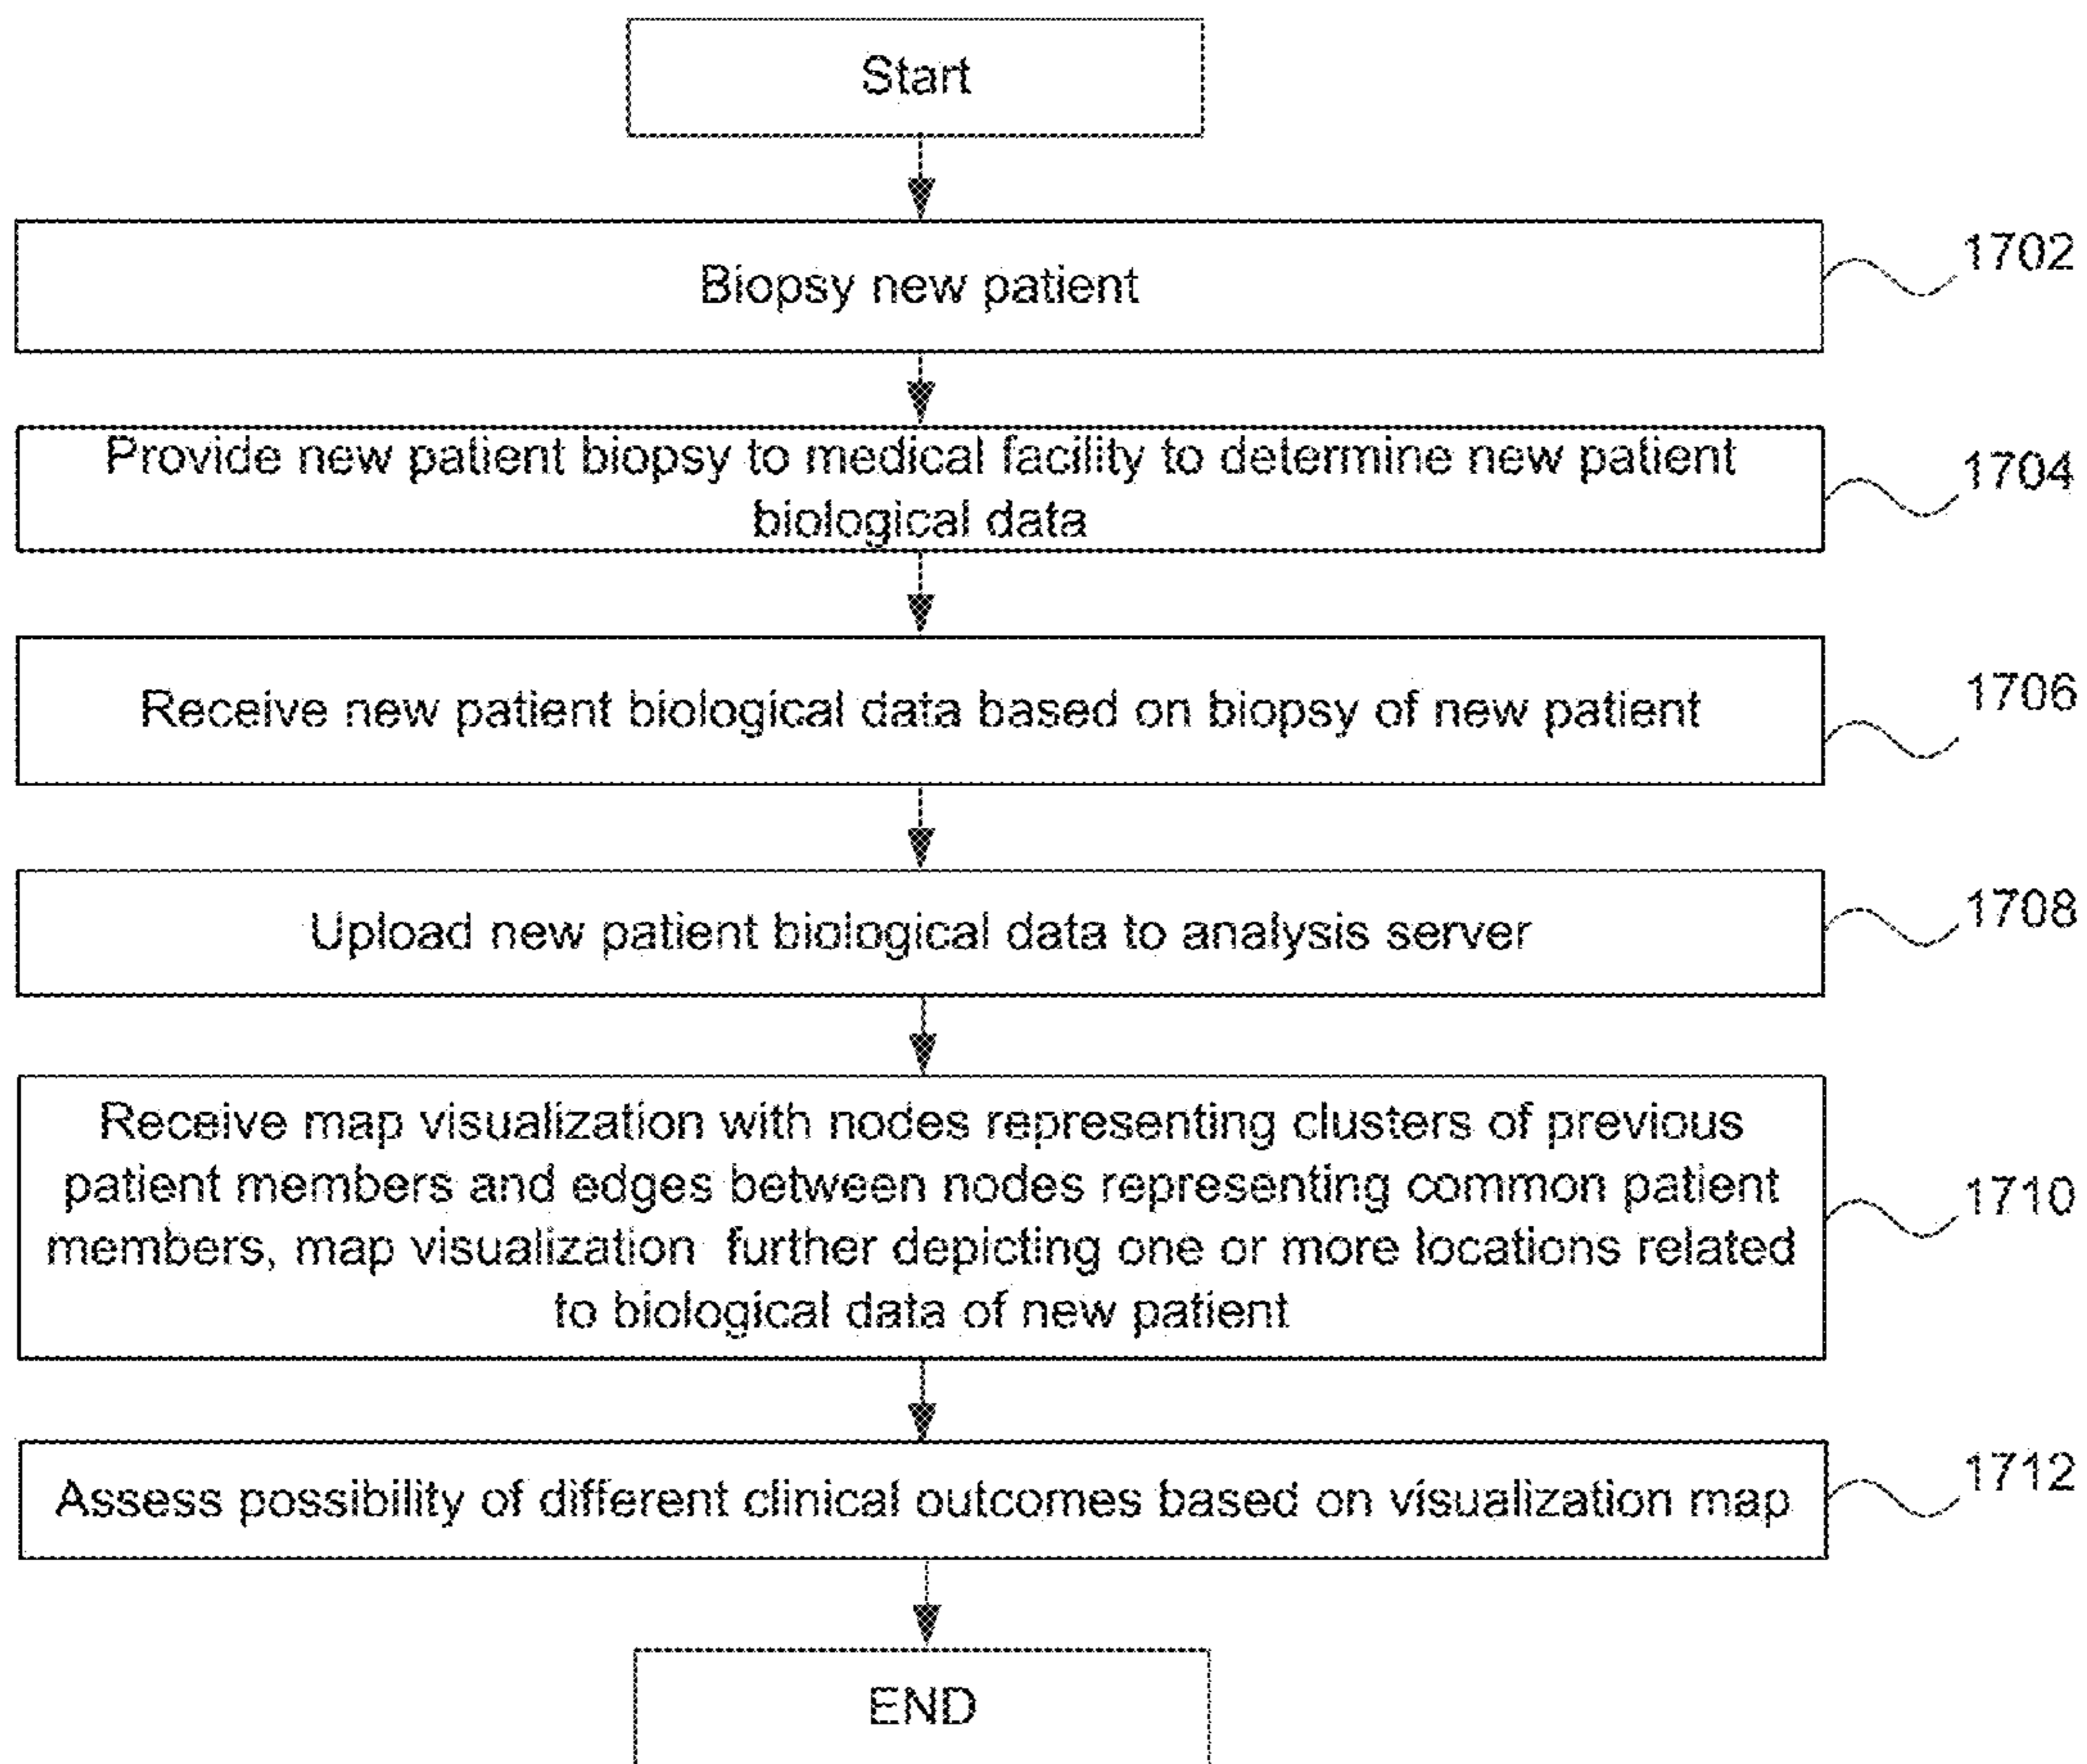 Start
Biopsy new patient
1702
Provide new patient biopsy to medical facility to determine new patient
biological data
1704
Receive new patient biological data based on biopsy of new patient
1706
Upload new patient biological data to analysis server
1708
Receive map visualization with nodes representing clusters of previous
patient members and edges between nodes representing common patient
members, map visualization further depicting one or more locations related
to biological data of new patient
1710
Assess possibility of different clinical outcomes based on visualization map
1712
END